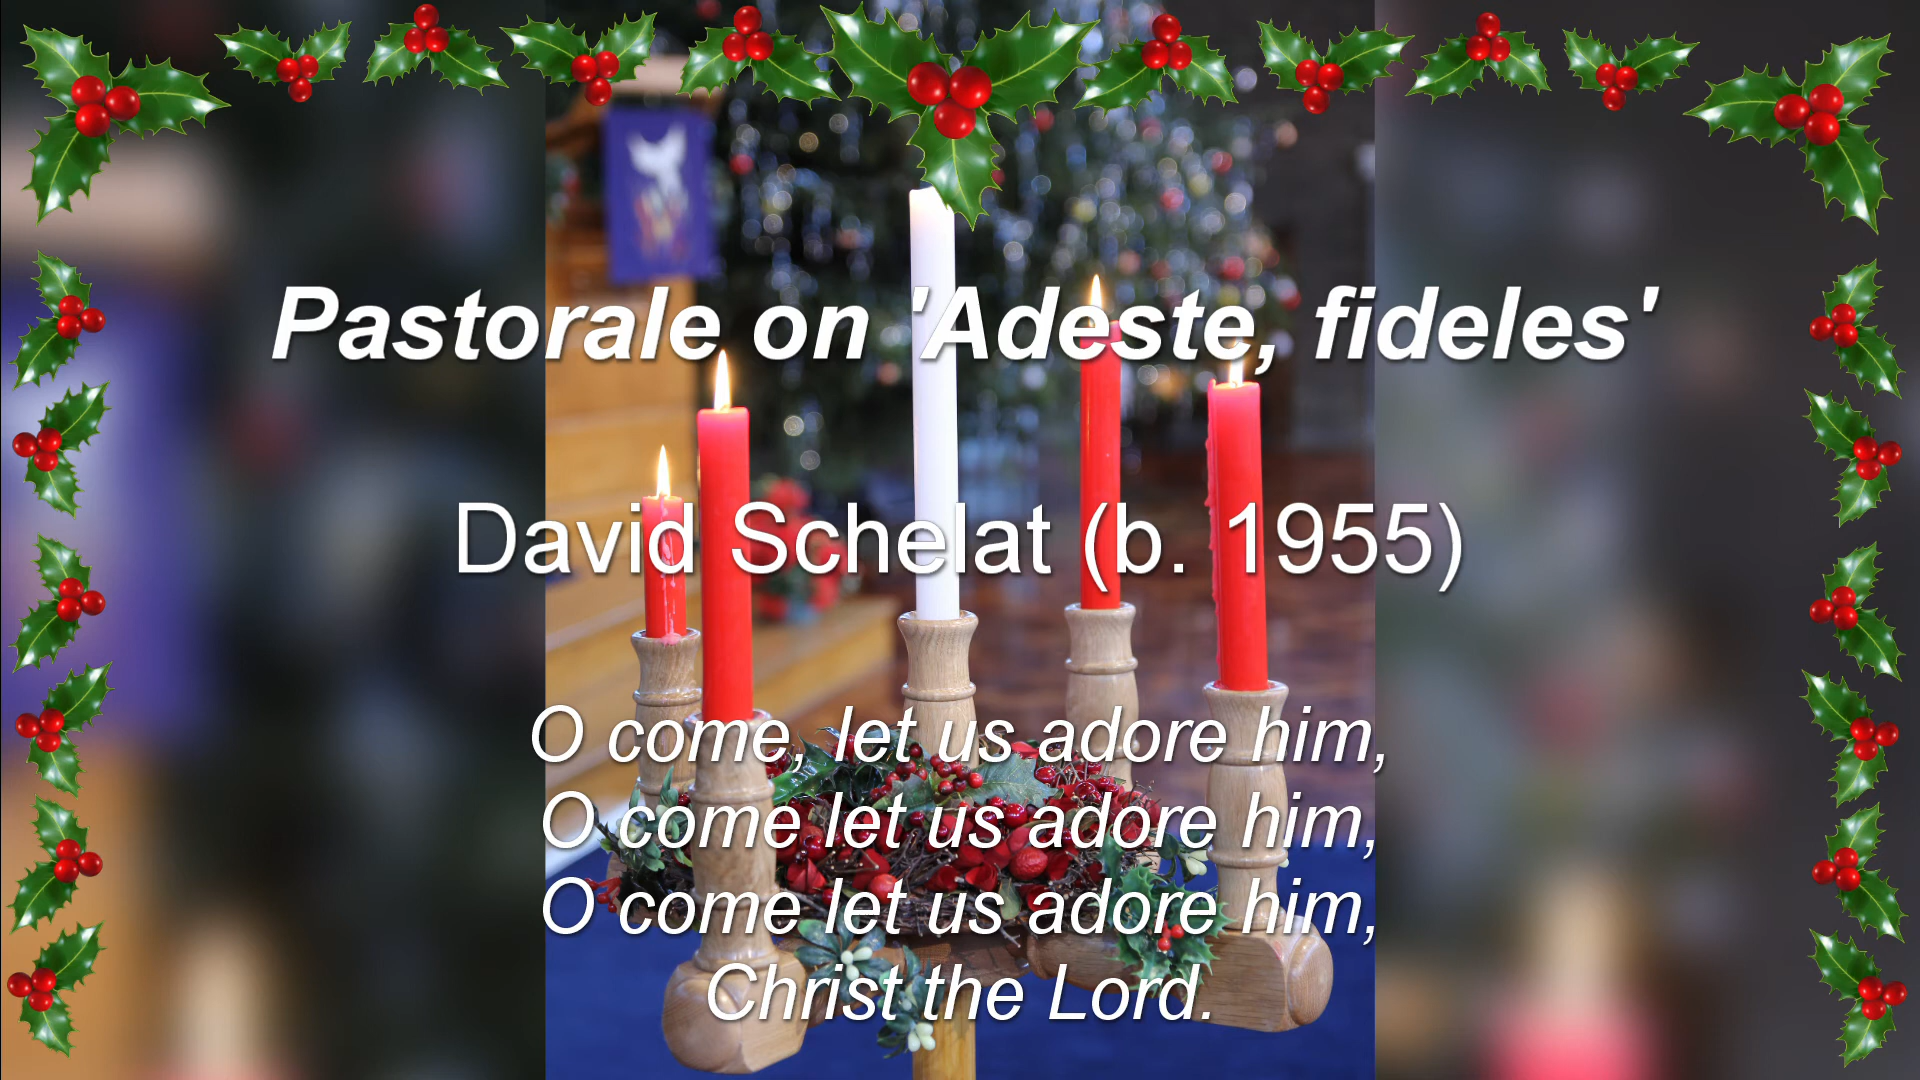 Pastorale on 'Adeste, fideles'
David Schelat (b. 1955)
O come, let us adore him,
O come let us adore him,
O come let us adore him,
Christ the Lord.